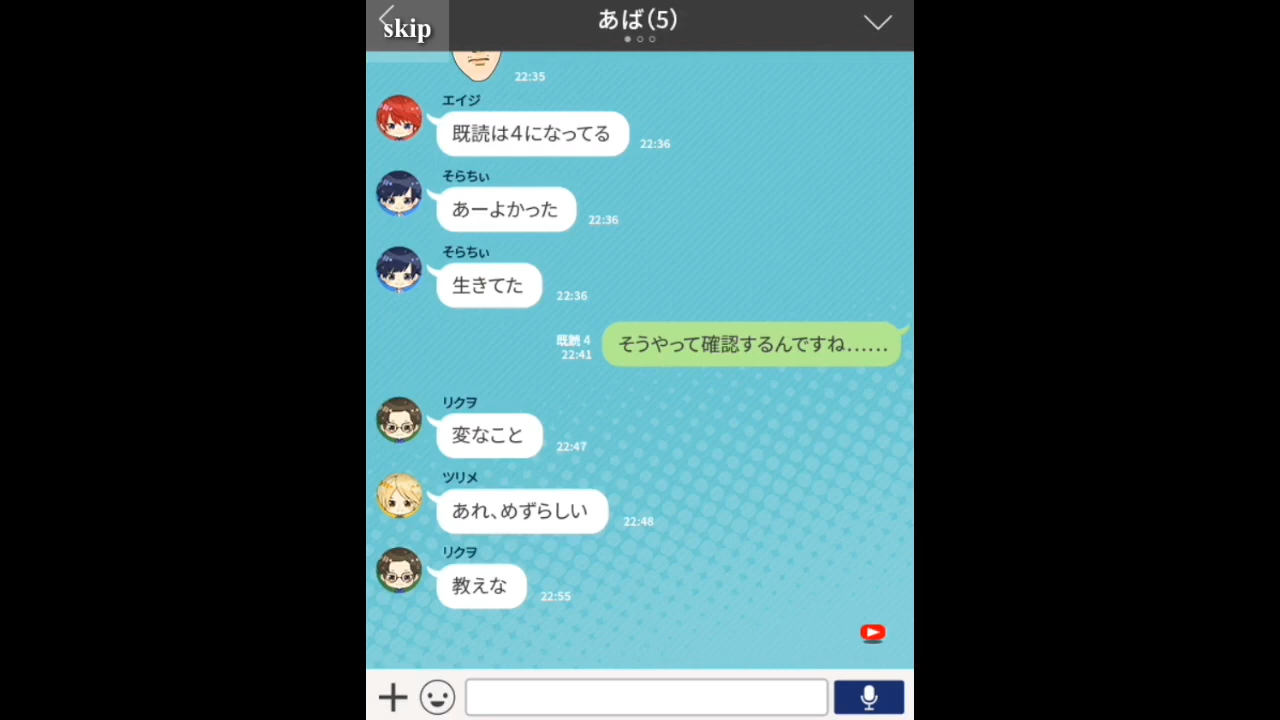 skip
あば(5)
22:35
エイジ
既読は4になってる
22:36
そらちぃ
あーよかった
22:36
そらちぃ
生きてた
22:36
既読 4
22:41
そうやって確認するんですね……
リクヲ
変なこと
22:47
ツリメ
あれ、めずらしい
22:48
リクヲ
教えな
22:55